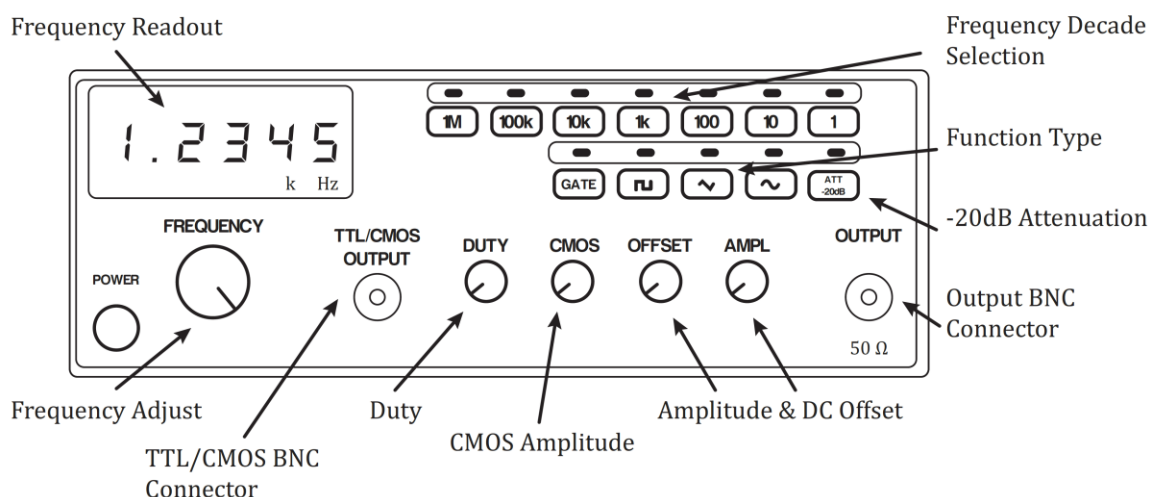 Frequency Readout
Frequency Decade
Selection
1M 100k 10k 1k 100 10 1
1.2345
k Hz
Function Type
GATE
ATT
-20dB
-20dB Attenuation
FREQUENCY
TTL/CMOS
OUTPUT
DUTY
CMOS
OFFSET
AMPL
OUTPUT
POWER
Output BNC
Connector
50 Ω
Frequency Adjust
Duty
Amplitude & DC Offset
CMOS Amplitude
TTL/CMOS BNC
Connector